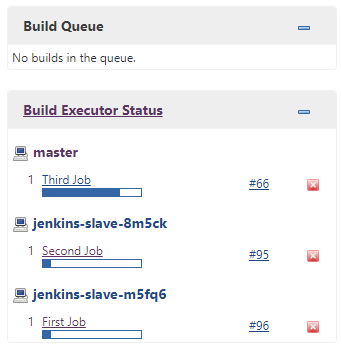 Build Queue
No builds in the queue.
Build Executor Status
master
1 Third Job #66
jenkins-slave-8m5ck
1 Second Job #95
jenkins-slave-m5fq6
1 First Job #96